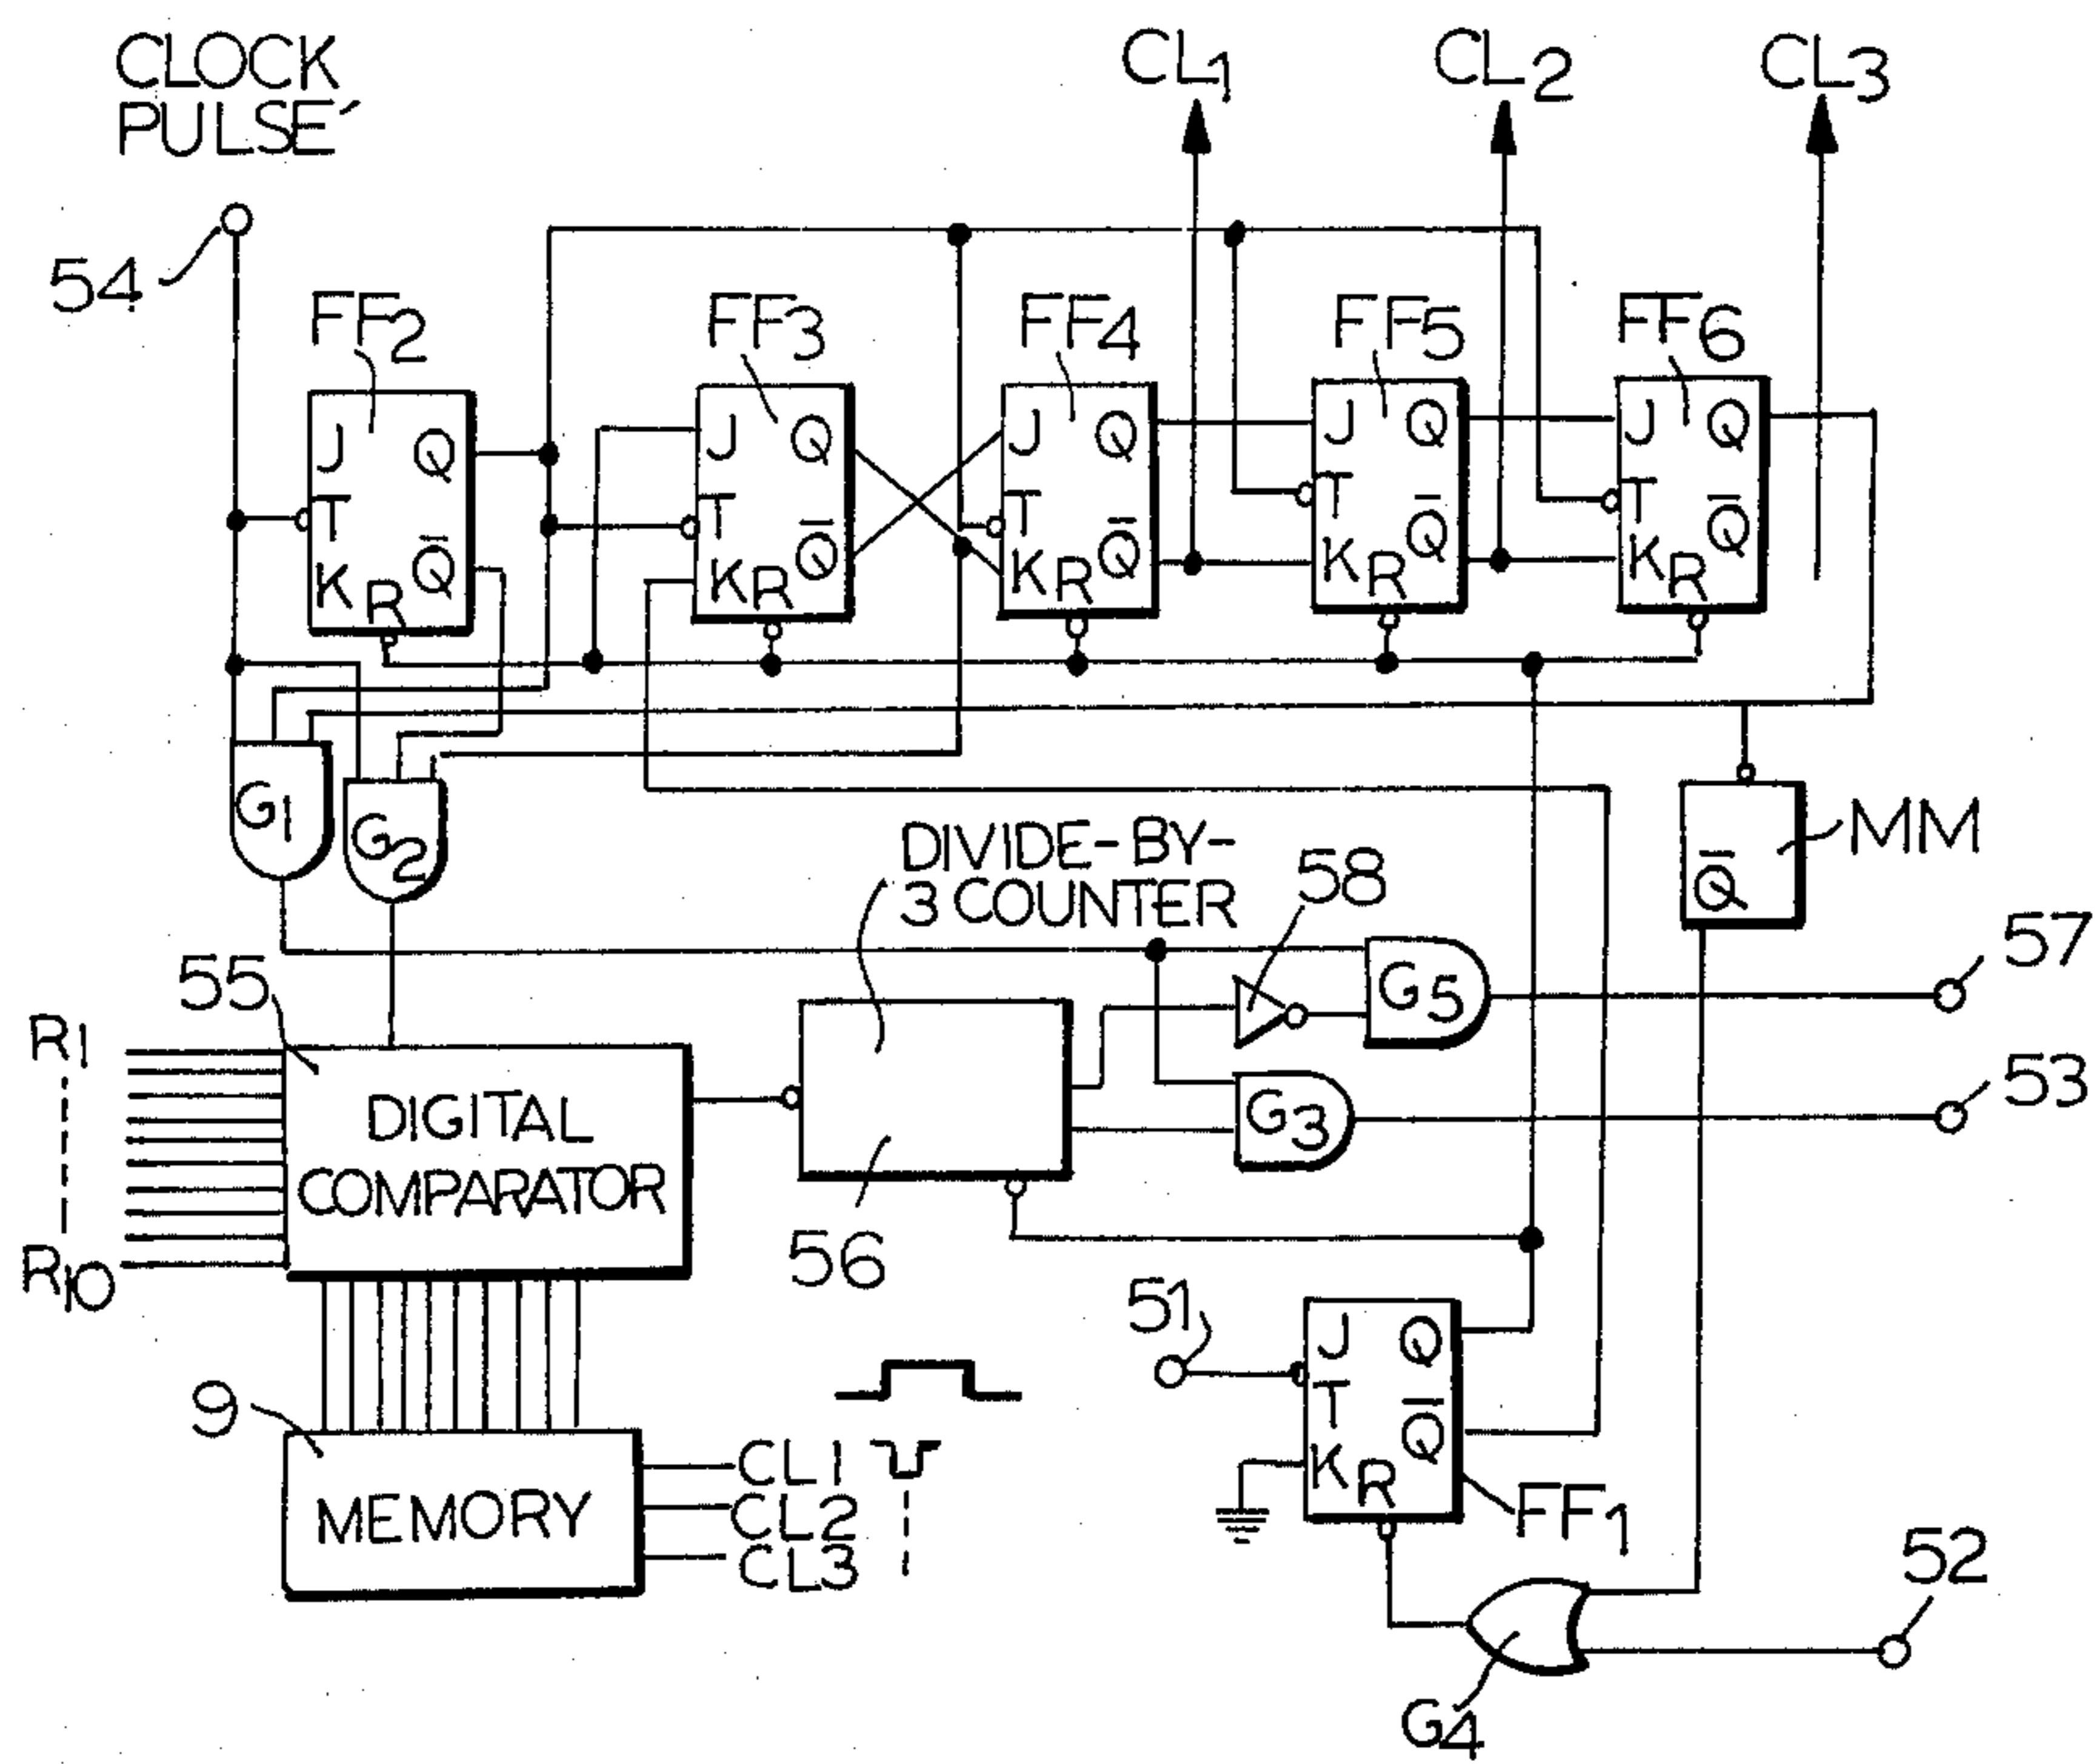 CLOCK
PULSE′
CL1
CL2
CL3
54
FF2
FF3
FF4
FF5
FF6
J Q
T
K R Q̅
J Q
T
K R Q̅
J Q
T
K R Q̅
J Q
T
K R Q̅
J Q
T
K R Q̅
G1
G2
DIVIDE-BY-
3 COUNTER
58
MM
Q̅
57
55
G5
R1
53
DIGITAL
COMPARATOR
G3
R10
56
51
J Q
T
K R Q̅
9
MEMORY
CL1
CL2
CL3
FF1
52
G4